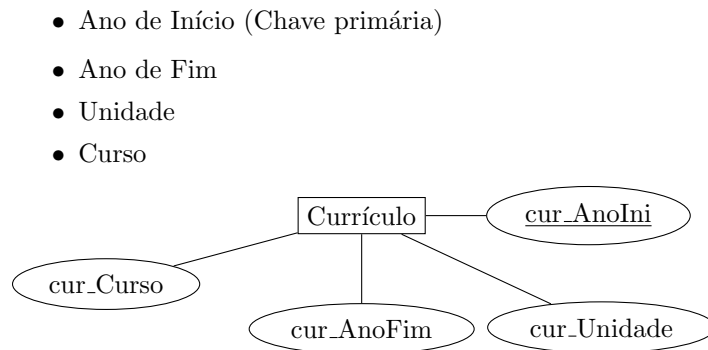 • Ano de Início (Chave primária)
• Ano de Fim
• Unidade
• Curso
Currículo
cur_AnoIni
cur_Curso
cur_AnoFim
cur_Unidade